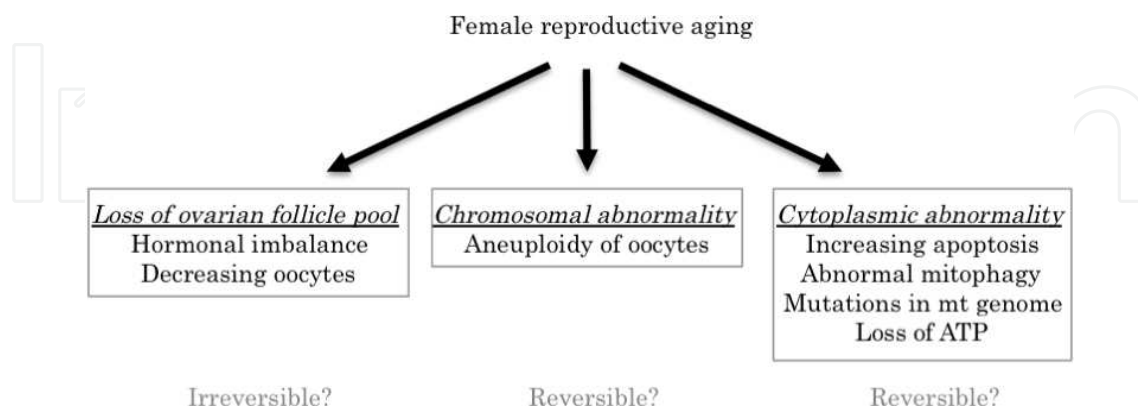 Female reproductive aging
Loss of ovarian follicle pool
Hormonal imbalance
Decreasing oocytes
Chromosomal abnormality
Aneuploidy of oocytes
Cytoplasmic abnormality
Increasing apoptosis
Abnormal mitophagy
Mutations in mt genome
Loss of ATP
Irreversible?
Reversible?
Reversible?